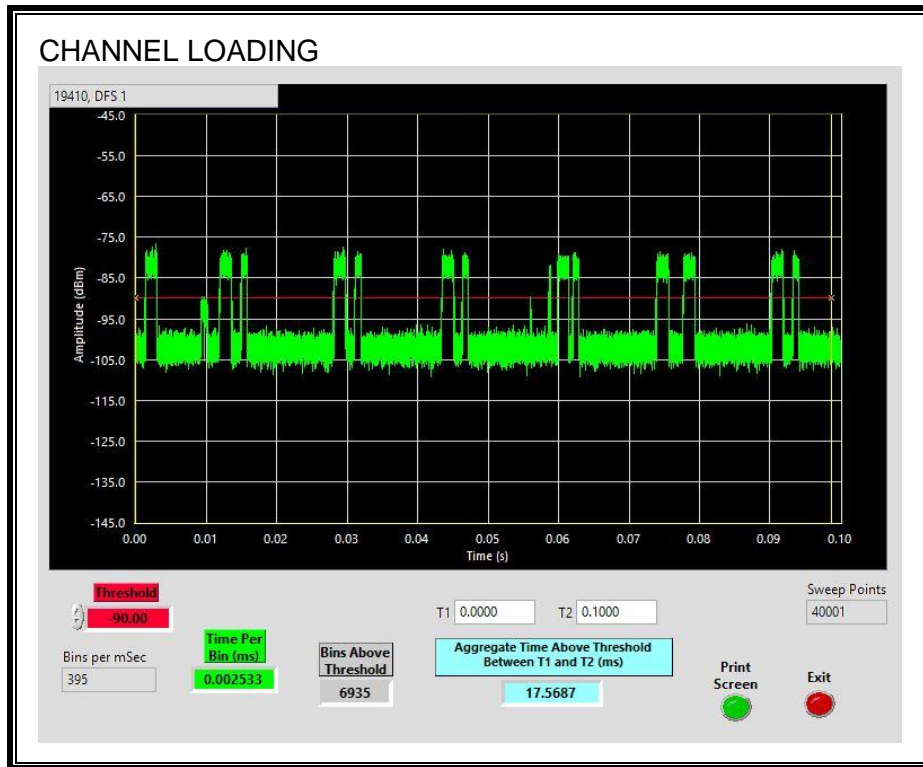 CHANNEL LOADING
19410, DFS 1
-45.0
-55.0
-65.0
-75.0
-85.0
-95.0
-105.0
-115.0
-125.0
-135.0
-145.0
Amplitude (dBm)
0.00 0.01 0.02 0.03 0.04 0.05 0.06 0.07 0.08 0.09 0.10
Time (s)
Threshold
-90.00
Bins per mSec
395
Time Per
Bin (ms)
0.002533
Bins Above
Threshold
6935
T1 0.0000 T2 0.1000
Aggregate Time Above Threshold
Between T1 and T2 (ms)
17.5687
Sweep Points
40001
Print
Screen
Exit